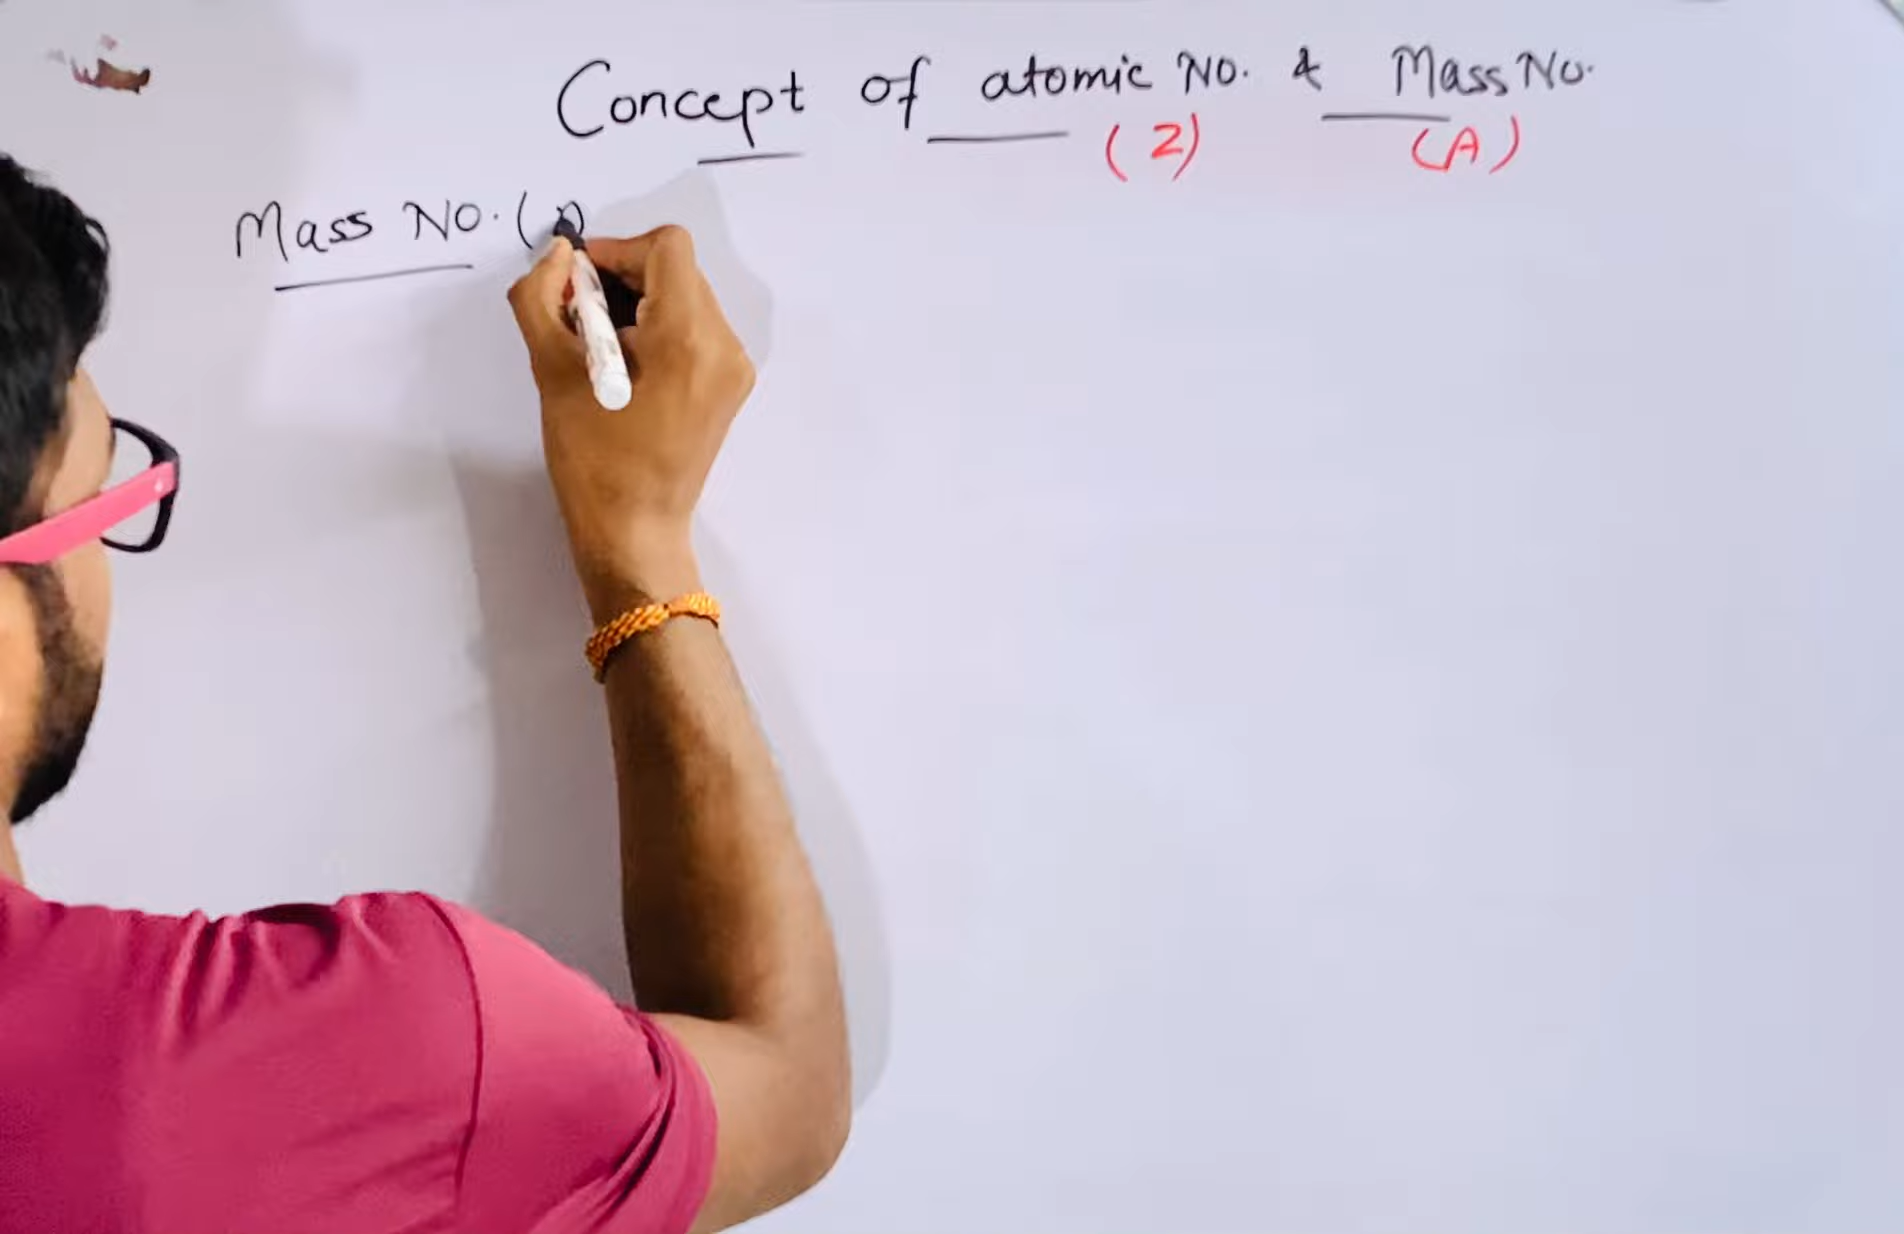 Concept of atomic No. & Mass No.
(Z) (A)
Mass No. (